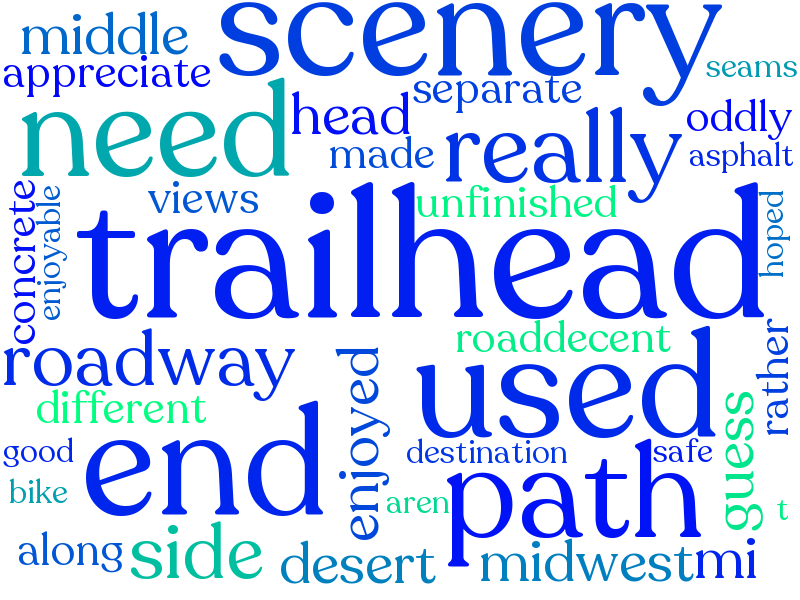 middle
scenery
appreciate
seams
separate
need
head
oddly
really
made
asphalt
concrete
enjoyable
views
unfinished
hoped
trailhead
roaddecent
roadway
rather
used
enjoyed
different
guess
end
good
destination
safe
path
bike
aren
t
along
side
desert
midwest
mi